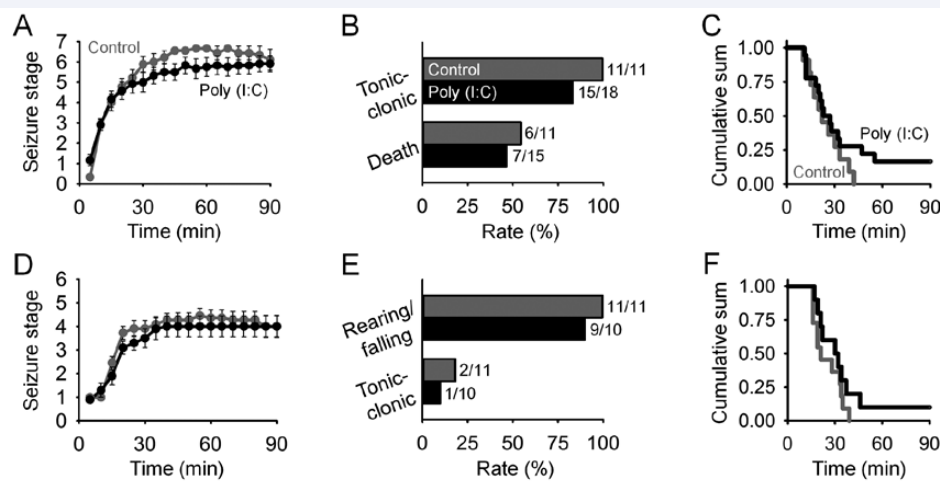 A
Seizure stage
7
6
5
4
3
2
1
0
Control
Poly (I:C)
0
30
60
90
Time (min)
B
Tonic-
clonic
Death
Control
Poly (I:C)
11/11
15/18
6/11
7/15
0
25
50
75
100
Rate (%)
C
Cumulative sum
1.00
0.75
0.50
0.25
0.00
Poly (I:C)
Control
0
30
60
90
Time (min)
D
Seizure stage
6
5
4
3
2
1
0
0
30
60
90
Time (min)
E
Rearing/
falling
Tonic-
clonic
11/11
9/10
2/11
1/10
0
25
50
75
100
Rate (%)
F
Cumulative sum
1.00
0.75
0.50
0.25
0.00
0
30
60
90
Time (min)